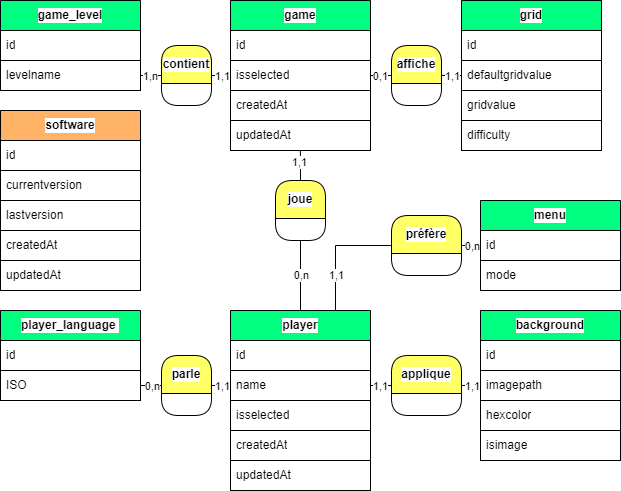 game_level
id
levelname
1,n
contient
1,1
game
id
isselected
createdAt
updatedAt
0,1
affiche
1,1
grid
id
defaultgridvalue
gridvalue
difficulty
software
id
currentversion
lastversion
createdAt
updatedAt
1,1
joue
0,n
préfère
1,1
0,n
menu
id
mode
player_language
id
ISO
0,n
parle
1,1
player
id
name
isselected
createdAt
updatedAt
1,1
applique
1,1
background
id
imagepath
hexcolor
isimage